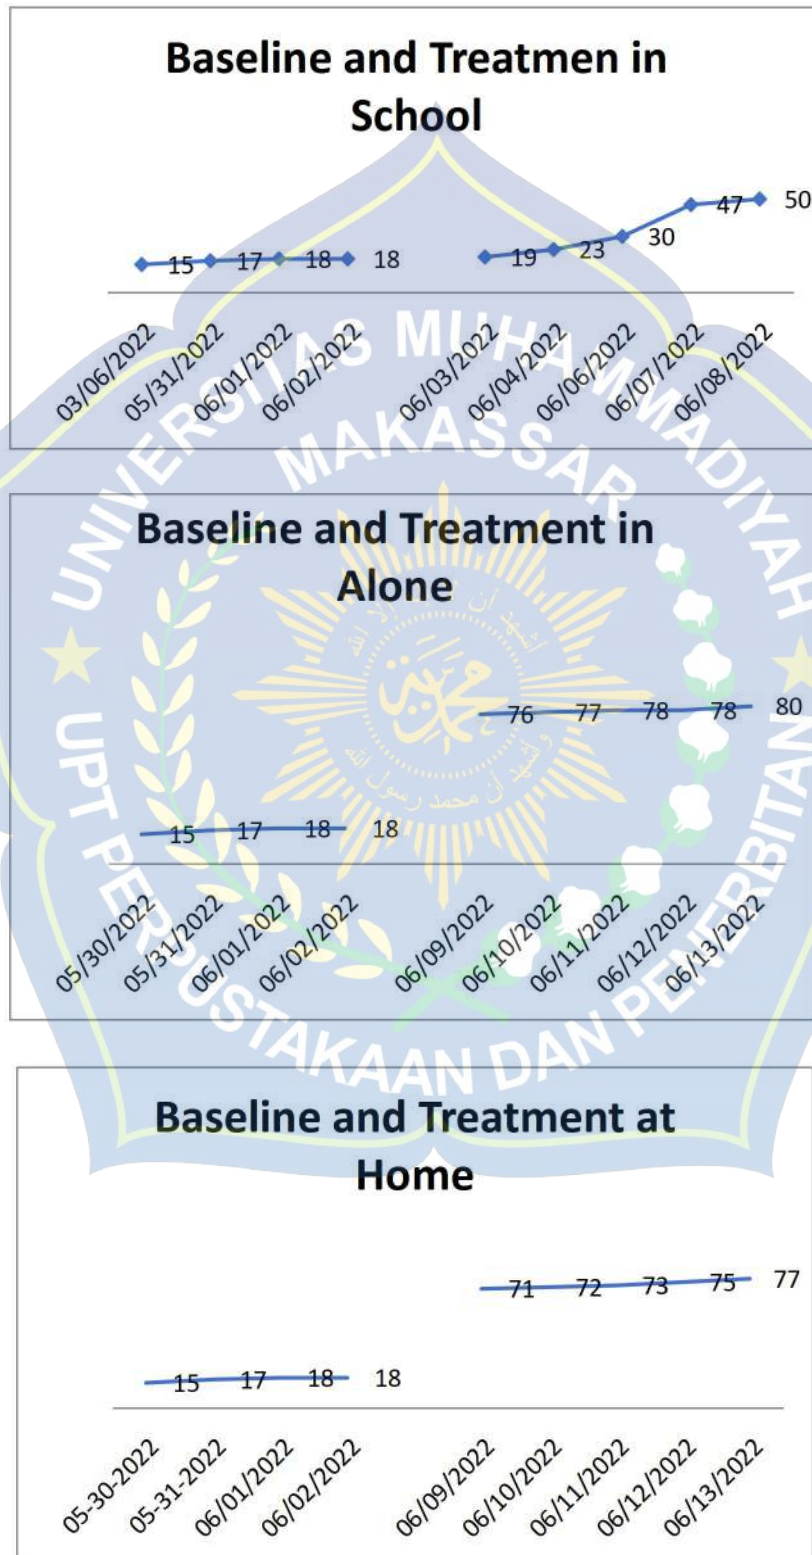 Baseline and Treatmen in
School
15 17 18 18 19 23 30 47 50
03/06/2022 05/31/2022 06/01/2022 06/02/2022 06/03/2022 06/04/2022 06/06/2022 06/07/2022 06/08/2022
UNIVERSITAS MUHAMMADIYAH
MAKASSAR
Baseline and Treatment in
Alone
76 77 78 78 80
15 17 18 18
05/30/2022 05/31/2022 06/01/2022 06/02/2022 06/09/2022 06/10/2022 06/11/2022 06/12/2022 06/13/2022
محمدية
واشهد أن محمد رسول الله
UPT PERPUSTAKAAN DAN PENERBITAN
Baseline and Treatment at
Home
71 72 73 75 77
15 17 18 18
05-30-2022 05-31-2022 06/01/2022 06/02/2022 06/09/2022 06/10/2022 06/11/2022 06/12/2022 06/13/2022